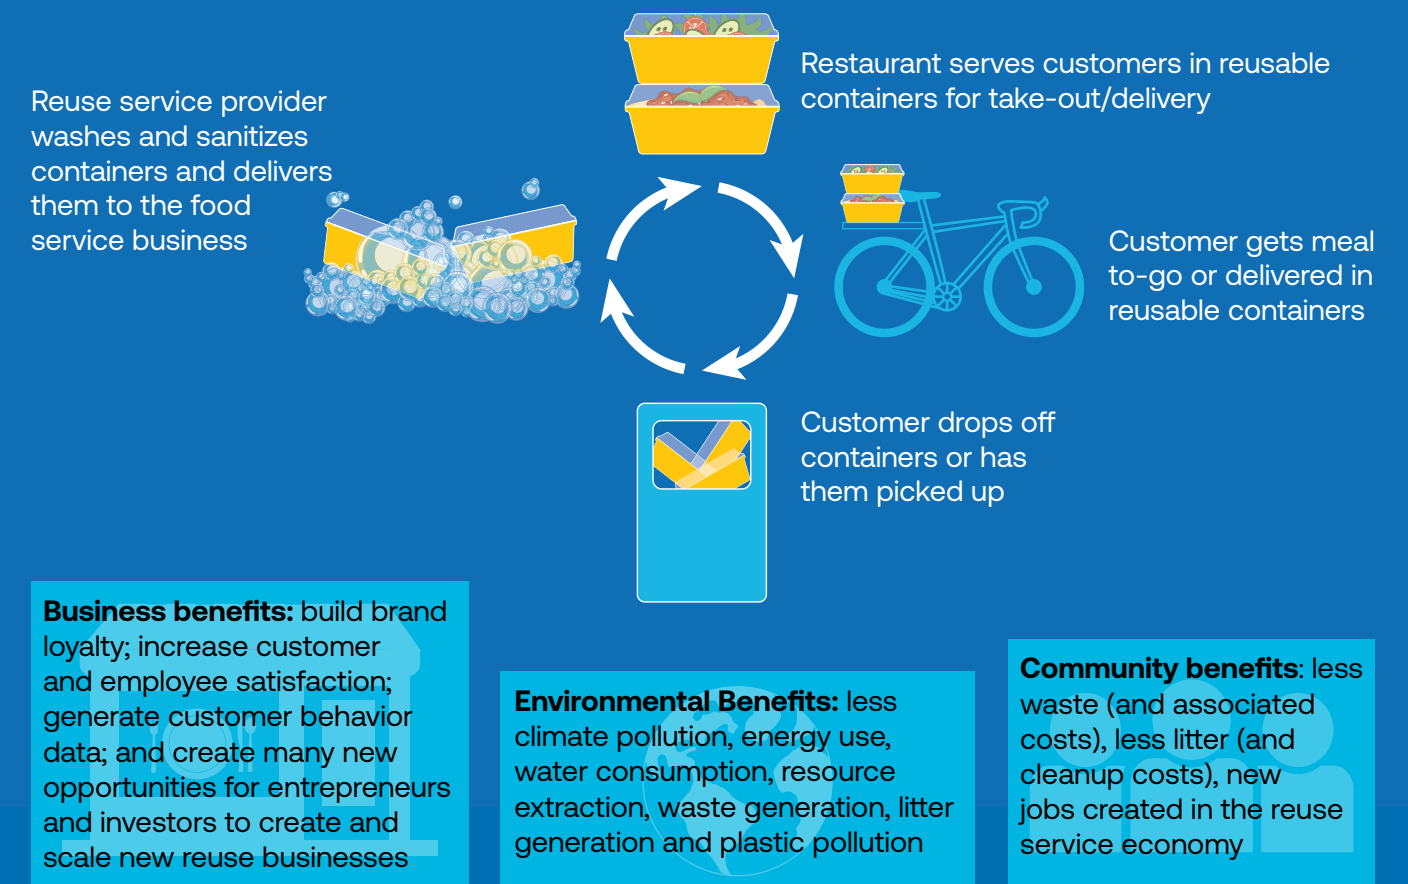 Restaurant serves customers in reusable
containers for take-out/delivery
Reuse service provider
washes and sanitizes
containers and delivers
them to the food
service business
Customer gets meal
to-go or delivered in
reusable containers
Customer drops off
containers or has
them picked up
Business benefits: build brand
loyalty; increase customer
and employee satisfaction;
generate customer behavior
data; and create many new
opportunities for entrepreneurs
and investors to create and
scale new reuse businesses
Environmental Benefits: less
climate pollution, energy use,
water consumption, resource
extraction, waste generation, litter
generation and plastic pollution
Community benefits: less
waste (and associated
costs), less litter (and
cleanup costs), new
jobs created in the reuse
service economy